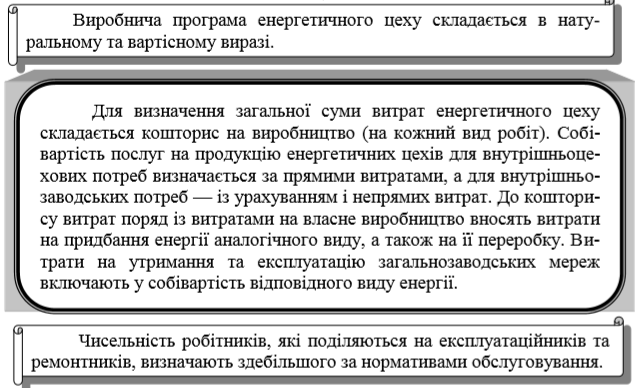 Виробнича програма енергетичного цеху складається в нату-
ральному та вартісному виразі.
Для визначення загальної суми витрат енергетичного цеху
складається кошторис на виробництво (на кожний вид робіт). Собі-
вартість послуг на продукцію енергетичних цехів для внутрішньоце-
хових потреб визначається за прямими витратами, а для внутрішньо-
заводських потреб — із урахуванням і непрямих витрат. До коштори-
су витрат поряд із витратами на власне виробництво вносять витрати
на придбання енергії аналогічного виду, а також на її переробку. Ви-
трати на утримання та експлуатацію загальнозаводських мереж
включають у собівартість відповідного виду енергії.
Чисельність робітників, які поділяються на експлуатаційників та
ремонтників, визначають здебільшого за нормативами обслуговування.